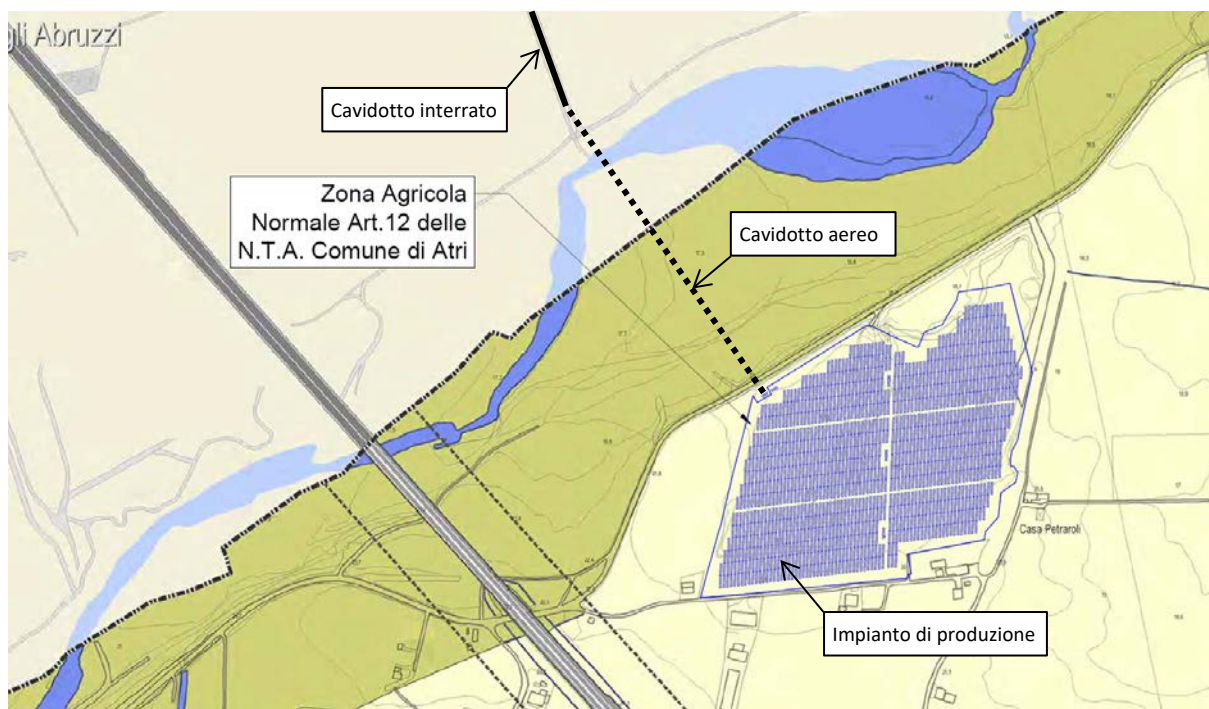 gli Abruzzi
Cavidotto interrato
Zona Agricola
Normale Art.12 delle
N.T.A. Comune di Atri
Cavidotto aereo
Casa Petraroli
Impianto di produzione